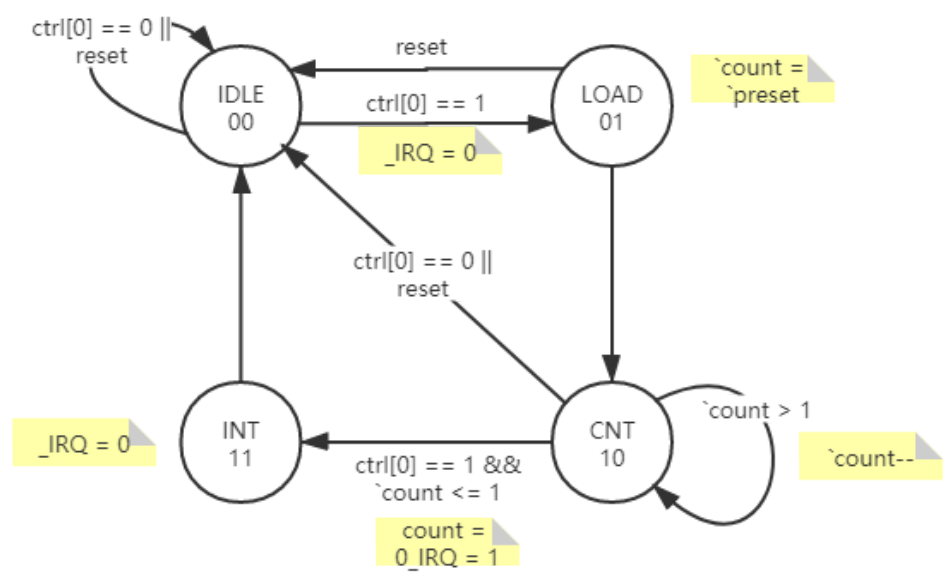 ctrl[0] == 0 ||
reset
reset
`count =
`preset
IDLE
00
LOAD
01
ctrl[0] == 1
_IRQ = 0
ctrl[0] == 0 ||
reset
`count > 1
INT
11
CNT
10
_IRQ = 0
`count--
ctrl[0] == 1 &&
`count <= 1
count =
0_IRQ = 1